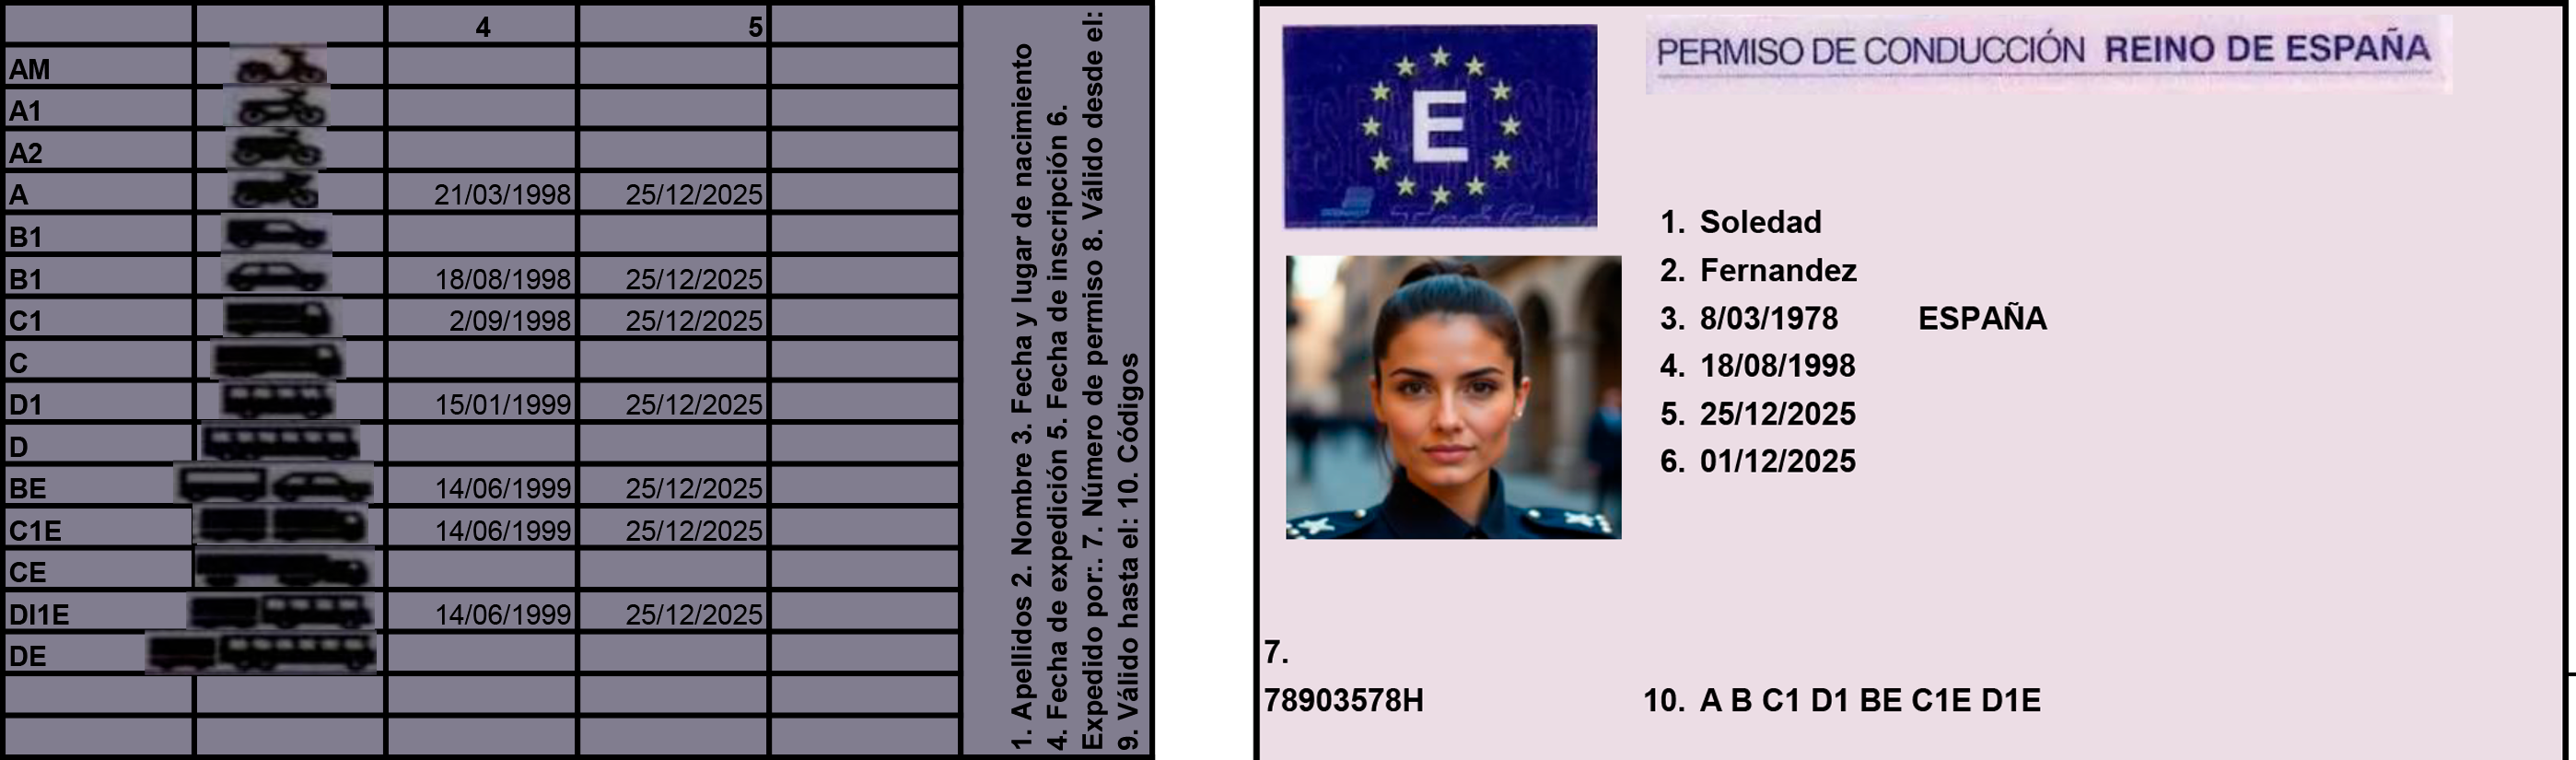 4 5
AM
A1
A2
A 21/03/1998 25/12/2025
B1
B1 18/08/1998 25/12/2025
C1 2/09/1998 25/12/2025
C
D1 15/01/1999 25/12/2025
D
BE 14/06/1999 25/12/2025
C1E 14/06/1999 25/12/2025
CE
DI1E 14/06/1999 25/12/2025
DE
1. Apellidos 2. Nombre 3. Fecha y lugar de nacimiento
4. Fecha de expedición 5. Fecha de inscripción 6.
Expedido por:. 7. Número de permiso 8. Válido desde el:
9. Válido hasta el: 10. Códigos
E
PERMISO DE CONDUCCIÓN REINO DE ESPAÑA
1. Soledad
2. Fernandez
3. 8/03/1978 ESPAÑA
4. 18/08/1998
5. 25/12/2025
6. 01/12/2025
7.
78903578H
10. A B C1 D1 BE C1E D1E